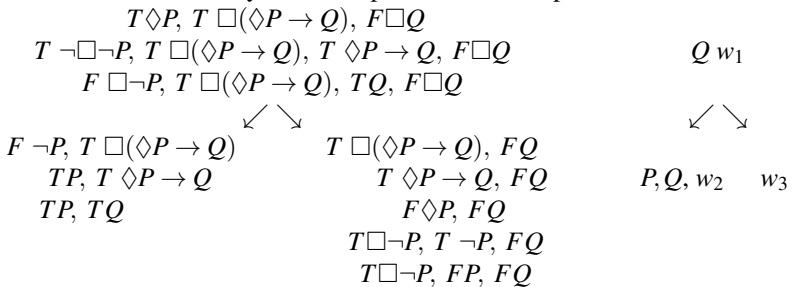 T◇P, T □(◇P → Q), F□Q
T ¬□¬P, T □(◇P → Q), T ◇P → Q, F□Q Q w₁
F □¬P, T □(◇P → Q), TQ, F□Q
↙ ↘ ↙ ↘
F ¬P, T □(◇P → Q) T □(◇P → Q), FQ
TP, T ◇P → Q T ◇P → Q, FQ P, Q, w₂ w₃
TP, TQ F◇P, FQ
T□¬P, T ¬P, FQ
T□¬P, FP, FQ